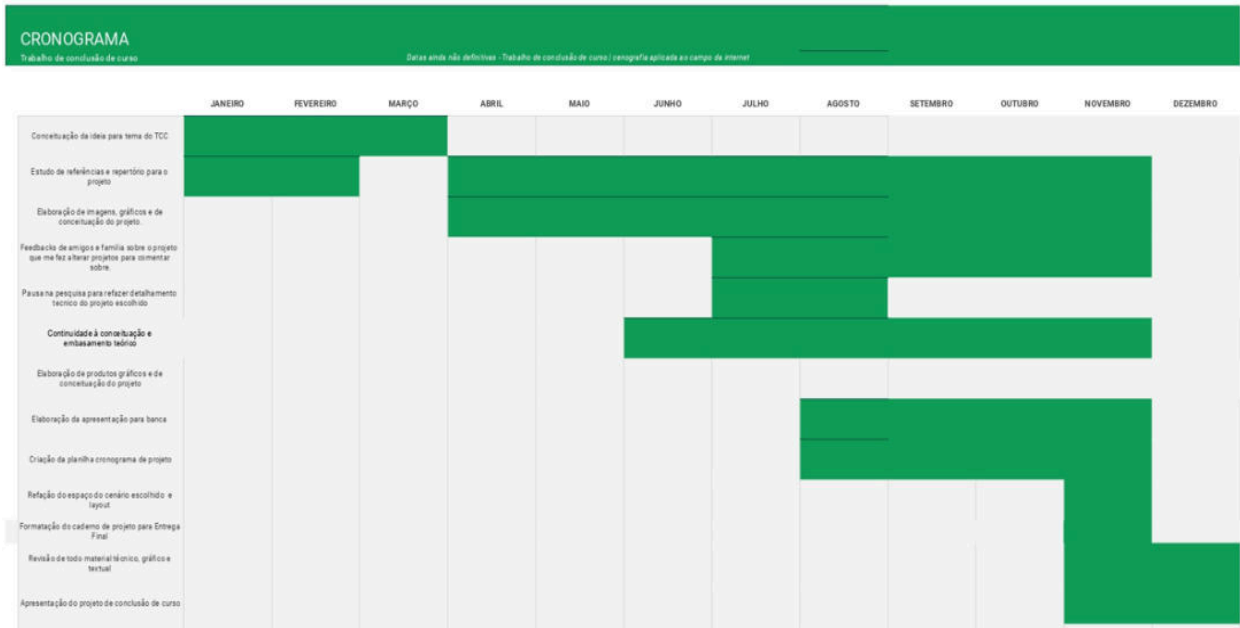 CRONOGRAMA
Trabalho de conclusão de curso
Datas ainda não definitivas - Trabalho de conclusão de curso | cenografia aplicada ao campo da internet
JANEIRO FEVEREIRO MARÇO ABRIL MAIO JUNHO JULHO AGOSTO SETEMBRO OUTUBRO NOVEMBRO DEZEMBRO
Conceituação da ideia para tema do TCC
Estudo de referências e repertório para o
projeto
Elaboração de imagens, gráficos e de
conceituação do projeto.
Feedbacks de amigos e família sobre o projeto
que me fez alterar projetos para comentar
sobre.
Pausa na pesquisa para refazer detalhamento
tecnico do projeto escolhido
Continuidade à conceituação e
embasamento teórico
Elaboração de produtos gráficos e de
conceituação do projeto
Elaboração da apresentação para banca
Criação da planilha cronograma de projeto
Refação do espaço do cenário escolhido e
layout
Formatação do caderno de projeto para Entrega
Final
Revisão de todo material técnico, gráfico e
textual
Apresentação do projeto de conclusão de curso